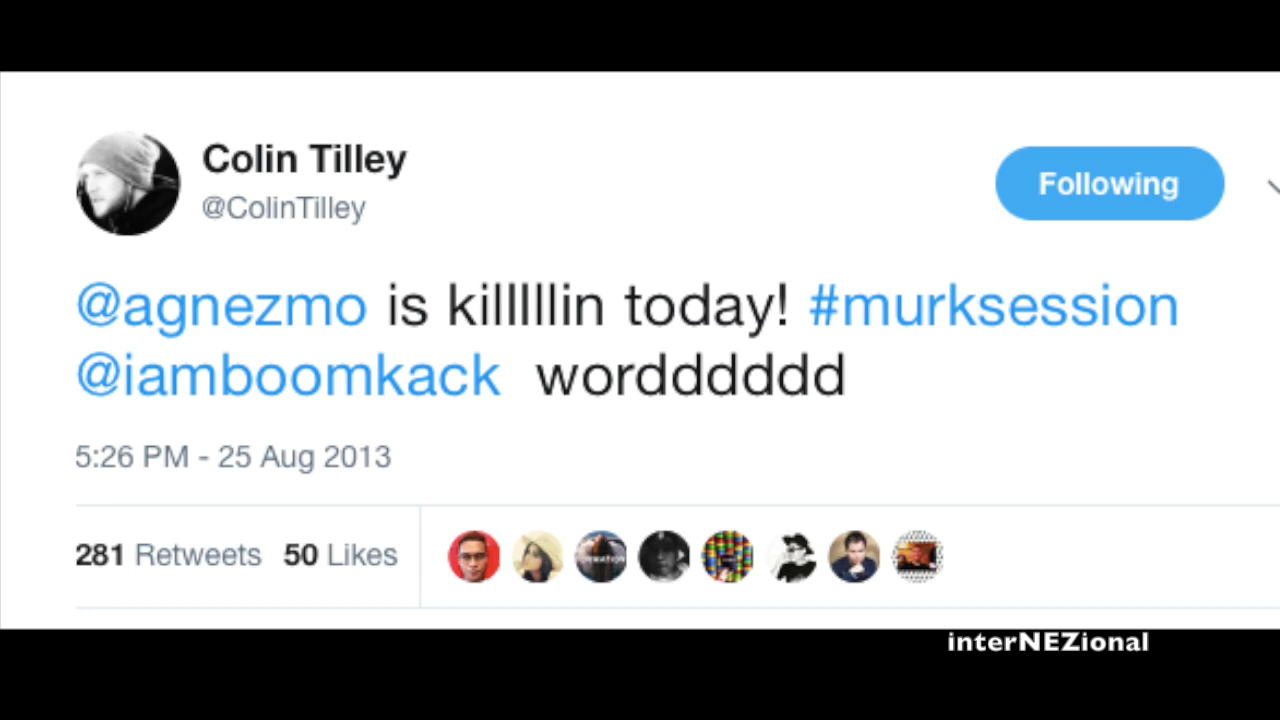 Colin Tilley
@ColinTilley
Following
@agnezmo is killlllin today! #murksession
@iamboomkack wordddddd
5:26 PM - 25 Aug 2013
281 Retweets 50 Likes
interNEZional